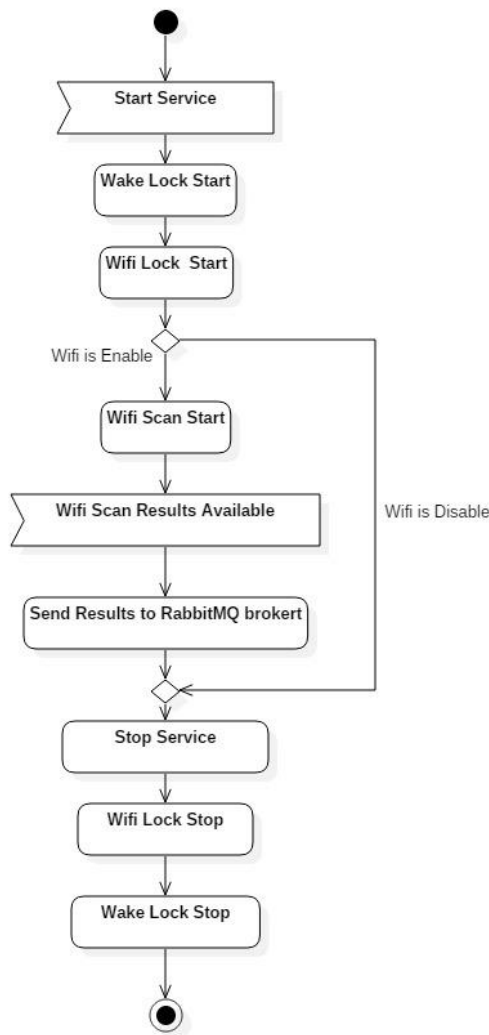 Start Service
Wake Lock Start
Wifi Lock Start
Wifi is Enable
Wifi Scan Start
Wifi Scan Results Available
Wifi is Disable
Send Results to RabbitMQ brokert
Stop Service
Wifi Lock Stop
Wake Lock Stop